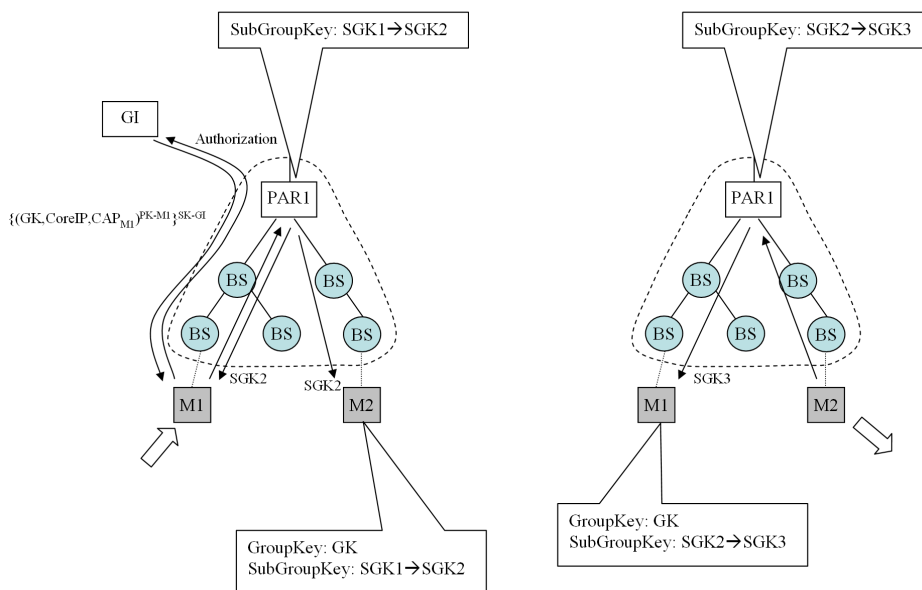 SubGroupKey: SGK1→SGK2
GI
Authorization
PAR1
{(GK,CoreIP,CAP_M1)^PK-M1}^SK-GI
BS
BS
BS
BS
BS
SGK2
SGK2
M1
M2
GroupKey: GK
SubGroupKey: SGK1→SGK2
SubGroupKey: SGK2→SGK3
PAR1
BS
BS
BS
BS
BS
SGK3
M1
M2
GroupKey: GK
SubGroupKey: SGK2→SGK3